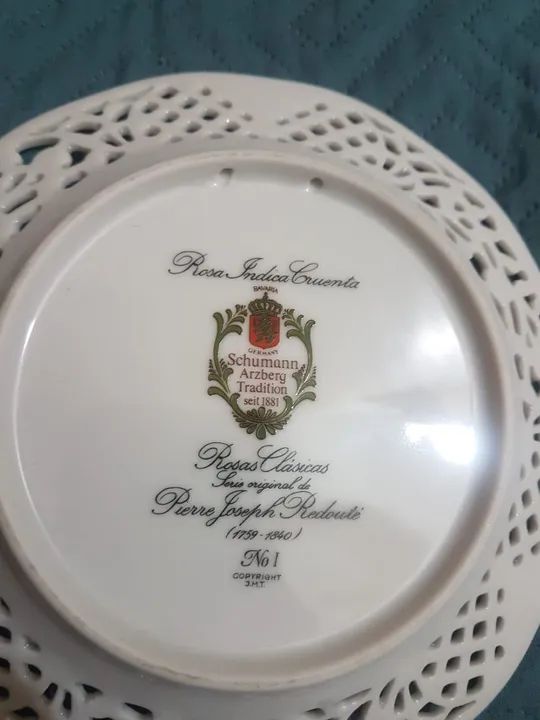 Rosa Indica Cruenta
BAVARIA
GERMANY
Schumann
Arzberg
Tradition
seit 1881
Rosas Clásicas
Serie original de
Pierre Joseph Redouté
(1759-1840)
No 1
COPYRIGHT
J.M.T.